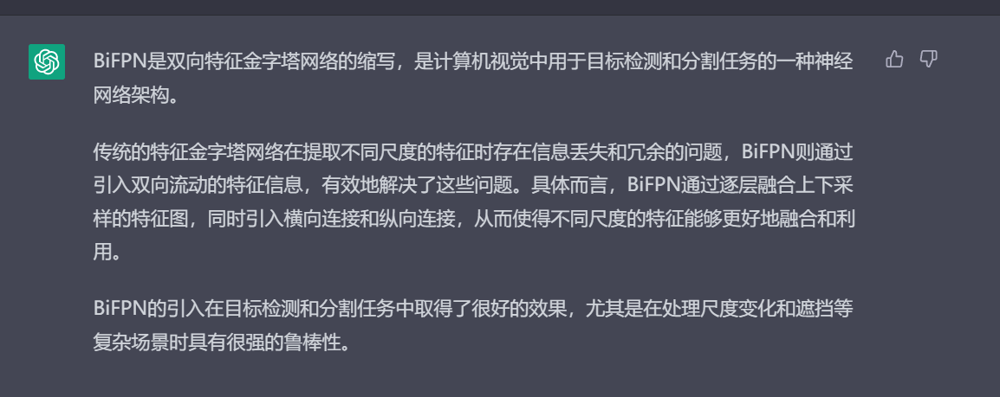 BiFPN是双向特征金字塔网络的缩写，是计算机视觉中用于目标检测和分割任务的一种神经
网络架构。
传统的特征金字塔网络在提取不同尺度的特征时存在信息丢失和冗余的问题，BiFPN则通过
引入双向流动的特征信息，有效地解决了这些问题。具体而言，BiFPN通过逐层融合上下采
样的特征图，同时引入横向连接和纵向连接，从而使得不同尺度的特征能够更好地融合和利
用。
BiFPN的引入在目标检测和分割任务中取得了很好的效果，尤其是在处理尺度变化和遮挡等
复杂场景时具有很强的鲁棒性。